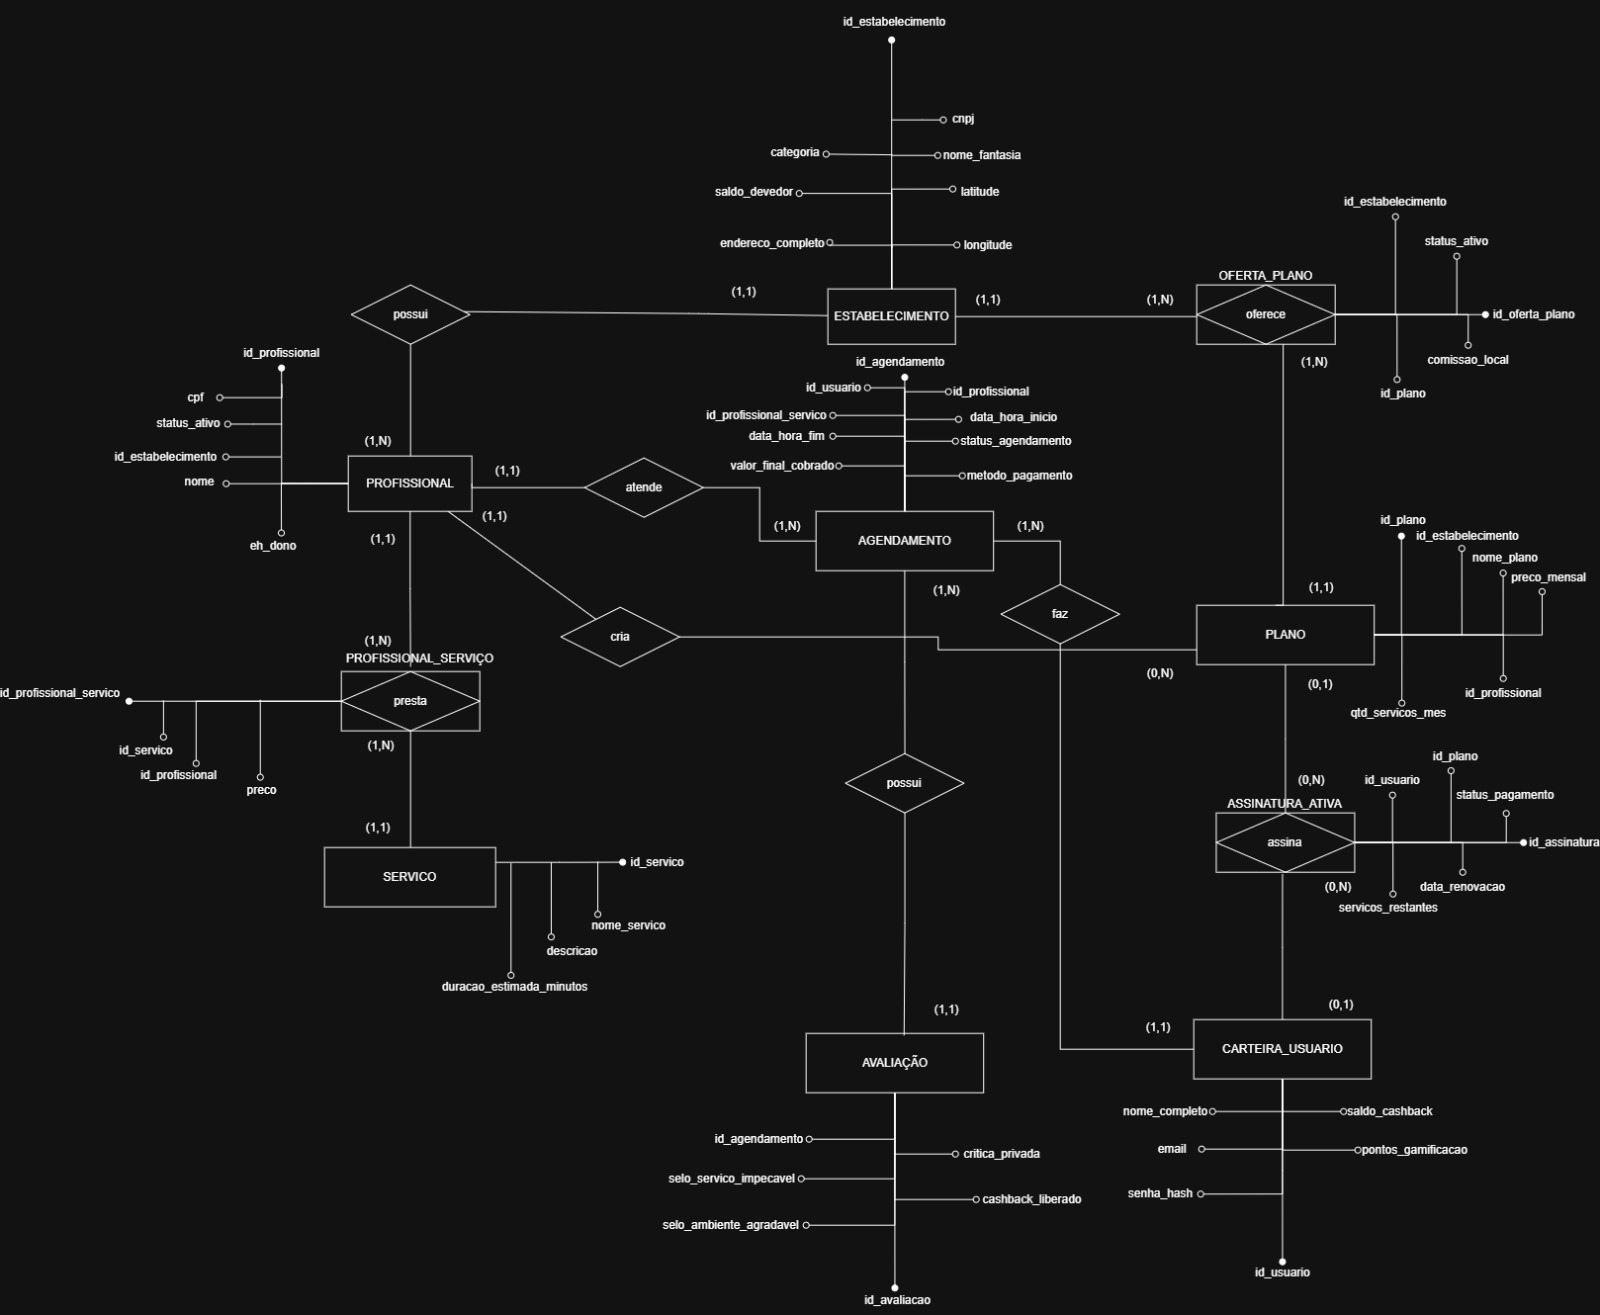 id_estabelecimento
cnpj
categoria
nome_fantasia
saldo_devedor
latitude
endereco_completo
longitude
id_estabelecimento
status_ativo
OFERTA_PLANO
(1,1)
(1,1)
(1,N)
possui
ESTABELECIMENTO
oferece
id_oferta_plano
comissao_local
(1,N)
id_plano
id_profissional
cpf
status_ativo
id_estabelecimento
nome
eh_dono
id_agendamento
id_usuario
id_profissional
id_profissional_servico
data_hora_inicio
data_hora_fim
status_agendamento
valor_final_cobrado
metodo_pagamento
(1,N)
PROFISSIONAL
(1,1)
atende
(1,1)
(1,1)
(1,N)
AGENDAMENTO
(1,N)
(1,N)
faz
cria
id_plano
id_estabelecimento
nome_plano
preco_mensal
(1,1)
PLANO
(0,N)
(0,1)
id_profissional
qtd_servicos_mes
(1,N)
PROFISSIONAL_SERVIÇO
id_profissional_servico
presta
id_servico
id_profissional
preco
(1,N)
possui
id_plano
id_usuario
status_pagamento
(0,N)
ASSINATURA_ATIVA
assina
id_assinatura
(0,N)
data_renovacao
servicos_restantes
(1,1)
SERVICO
id_servico
nome_servico
descricao
duracao_estimada_minutos
(1,1)
(0,1)
(1,1)
AVALIAÇÃO
CARTEIRA_USUARIO
nome_completo
saldo_cashback
email
pontos_gamificacao
senha_hash
id_usuario
id_agendamento
critica_privada
selo_servico_impecavel
cashback_liberado
selo_ambiente_agradavel
id_avaliacao